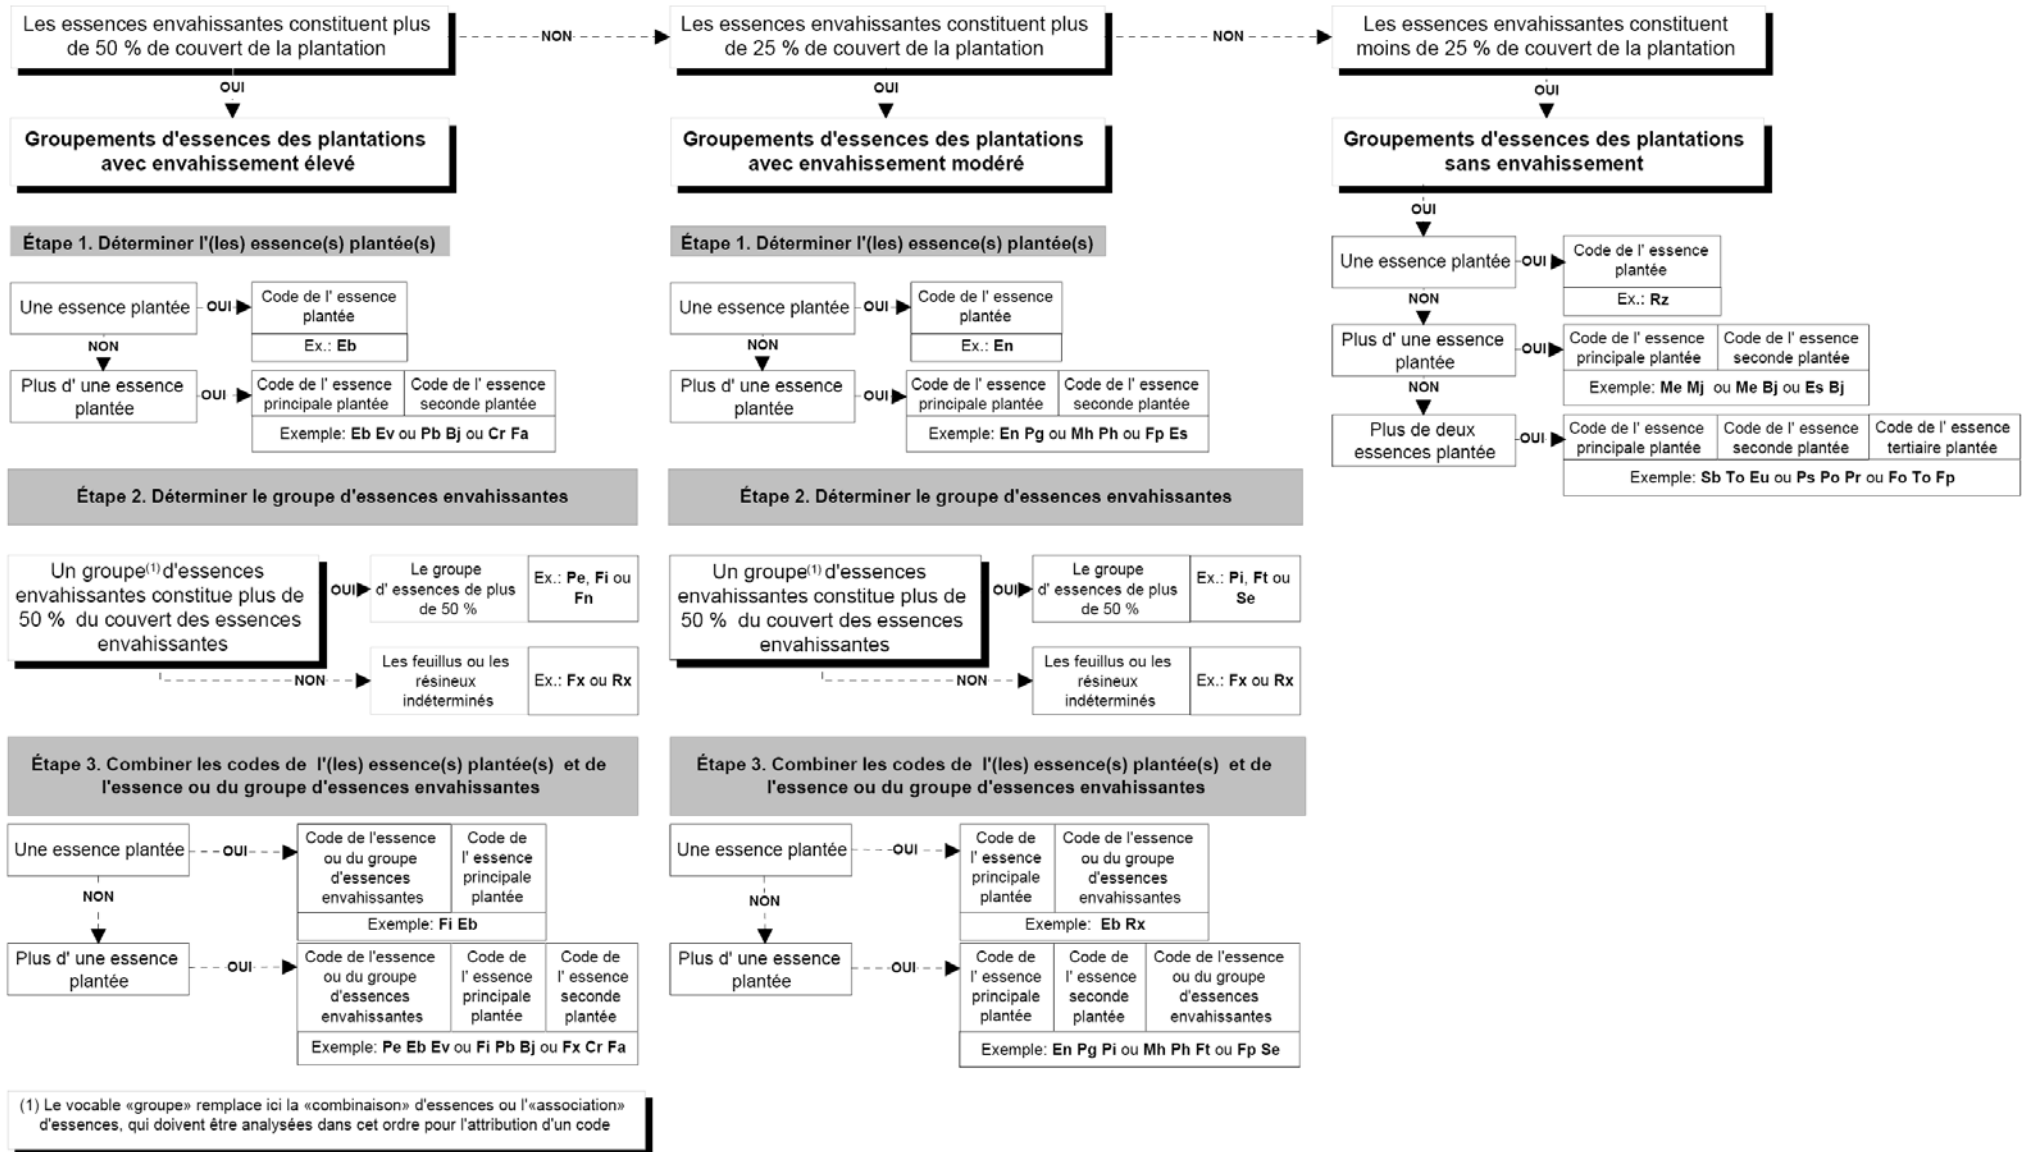 Les essences envahissantes constituent plus
de 50 % de couvert de la plantation
NON
Les essences envahissantes constituent plus
de 25 % de couvert de la plantation
NON
Les essences envahissantes constituent
moins de 25 % de couvert de la plantation
OUI
OUI
OUI
Groupements d'essences des plantations
avec envahissement élevé
Groupements d'essences des plantations
avec envahissement modéré
Groupements d'essences des plantations
sans envahissement
Étape 1. Déterminer l'(les) essence(s) plantée(s)
Une essence plantée
OUI
Code de l' essence
plantée
Ex.: Eb
NON
Plus d' une essence
plantée
OUI
Code de l' essence
principale plantée
Code de l' essence
seconde plantée
Exemple: Eb Ev ou Pb Bj ou Cr Fa
Étape 2. Déterminer le groupe d'essences envahissantes
Un groupe(1) d'essences
envahissantes constitue plus de
50 % du couvert des essences
envahissantes
OUI
Le groupe
d' essences de plus
de 50 %
Ex.: Pe, Fi ou
Fn
NON
Les feuillus ou les
résineux
indéterminés
Ex.: Fx ou Rx
Étape 3. Combiner les codes de l'(les) essence(s) plantée(s) et de
l'essence ou du groupe d'essences envahissantes
Une essence plantée
OUI
Code de l'essence
ou du groupe
d'essences
envahissantes
Code de
l' essence
principale
plantée
Exemple: Fi Eb
NON
Plus d' une essence
plantée
OUI
Code de l'essence
ou du groupe
d'essences
envahissantes
Code de
l' essence
principale
plantée
Code de
l' essence
seconde
plantée
Exemple: Pe Eb Ev ou Fi Pb Bj ou Fx Cr Fa
Étape 1. Déterminer l'(les) essence(s) plantée(s)
Une essence plantée
OUI
Code de l' essence
plantée
Ex.: En
NON
Plus d' une essence
plantée
OUI
Code de l' essence
principale plantée
Code de l' essence
seconde plantée
Exemple: En Pg ou Mh Ph ou Fp Es
Étape 2. Déterminer le groupe d'essences envahissantes
Un groupe(1) d'essences
envahissantes constitue plus de
50 % du couvert des essences
envahissantes
OUI
Le groupe
d' essences de plus
de 50 %
Ex.: Pi, Ft ou
Se
NON
Les feuillus ou les
résineux
indéterminés
Ex.: Fx ou Rx
Étape 3. Combiner les codes de l'(les) essence(s) plantée(s) et de
l'essence ou du groupe d'essences envahissantes
Une essence plantée
OUI
Code de
l' essence
principale
plantée
Code de l'essence
ou du groupe
d'essences
envahissantes
Exemple: Eb Rx
NON
Plus d' une essence
plantée
OUI
Code de
l' essence
principale
plantée
Code de
l' essence
seconde
plantée
Code de l'essence
ou du groupe
d'essences
envahissantes
Exemple: En Pg Pi ou Mh Ph Ft ou Fp Se
OUI
Une essence plantée
OUI
Code de l' essence
plantée
Ex.: Rz
NON
Plus d' une essence
plantée
OUI
Code de l' essence
principale plantée
Code de l' essence
seconde plantée
Exemple: Me Mj ou Me Bj ou Es Bj
NON
Plus de deux
essences plantée
OUI
Code de l' essence
principale plantée
Code de l' essence
seconde plantée
Code de l' essence
tertiaire plantée
Exemple: Sb To Eu ou Ps Po Pr ou Fo To Fp
(1) Le vocable «groupe» remplace ici la «combinaison» d'essences ou l'«association»
d'essences, qui doivent être analysées dans cet ordre pour l'attribution d'un code